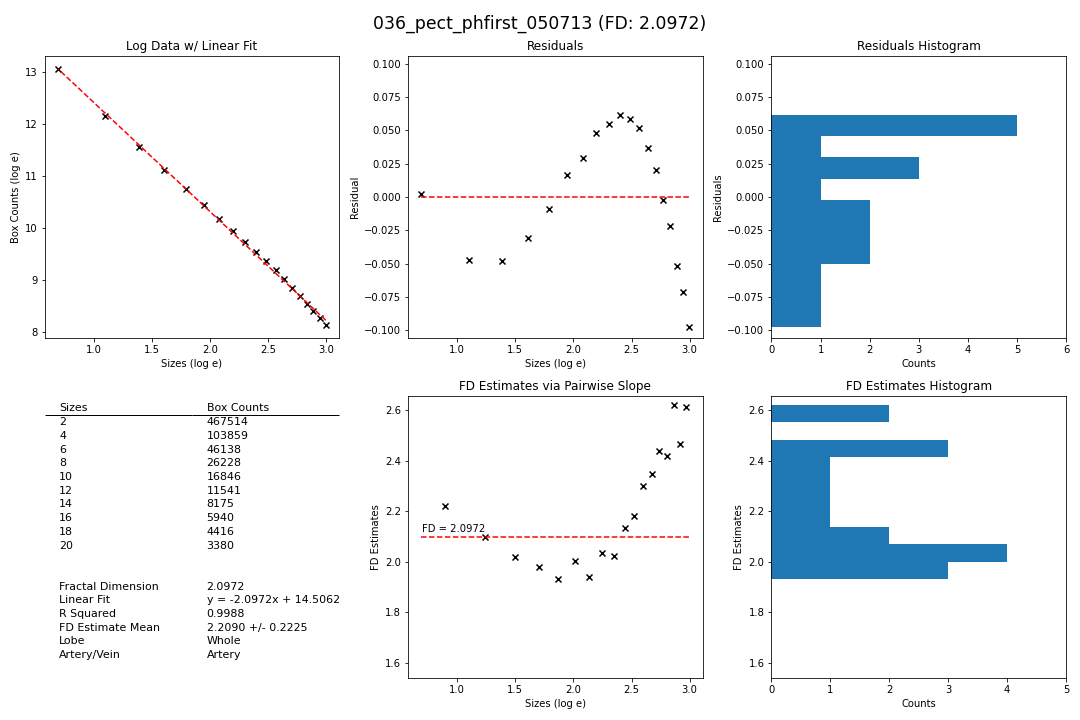 036_pect_phfirst_050713 (FD: 2.0972)
Log Data w/ Linear Fit
13
12
11
10
9
8
Box Counts (log e)
1.0 1.5 2.0 2.5 3.0
Sizes (log e)
Residuals
0.100
0.075
0.050
0.025
0.000
−0.025
−0.050
−0.075
−0.100
Residual
1.0 1.5 2.0 2.5 3.0
Sizes (log e)
Residuals Histogram
0.100
0.075
0.050
0.025
0.000
−0.025
−0.050
−0.075
−0.100
Residuals
0 1 2 3 4 5 6
Counts
Sizes Box Counts
2 467514
4 103859
6 46138
8 26228
10 16846
12 11541
14 8175
16 5940
18 4416
20 3380
Fractal Dimension 2.0972
Linear Fit y = -2.0972x + 14.5062
R Squared 0.9988
FD Estimate Mean 2.2090 +/- 0.2225
Lobe Whole
Artery/Vein Artery
FD Estimates via Pairwise Slope
2.6
2.4
2.2
2.0
1.8
1.6
FD Estimates
FD = 2.0972
1.0 1.5 2.0 2.5 3.0
Sizes (log e)
FD Estimates Histogram
2.6
2.4
2.2
2.0
1.8
1.6
FD Estimates
0 1 2 3 4 5
Counts